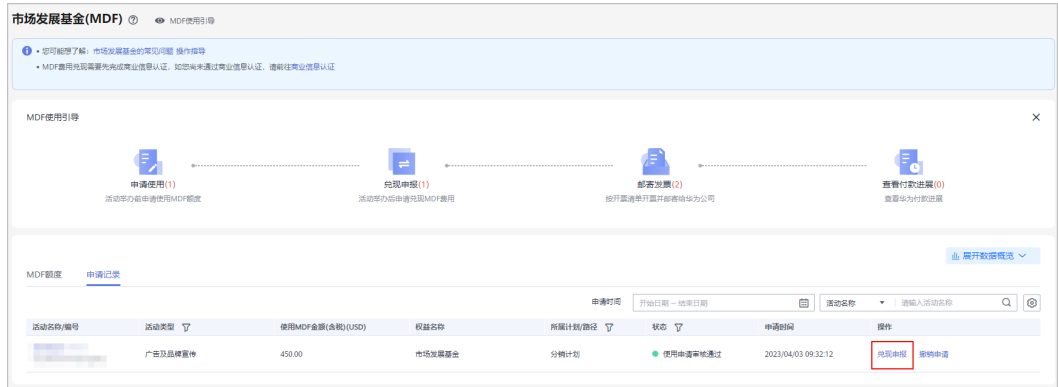 市场发展基金(MDF) MDF使用引导
• 您可能想了解：市场发展基金的常见问题 操作指导
• MDF费用兑现需要先完成商业信息认证，如您尚未通过商业信息认证，请前往商业信息认证
MDF使用引导
申请使用(1) 兑现申报(1) 邮寄发票(2) 查看付款进展(0)
活动举办前申请使用MDF额度 活动举办后申请兑现MDF费用 按开票清单开票并邮寄给华为公司 查看华为付款进展
展开数据概览
MDF额度 申请记录
申请时间 开始日期 – 结束日期 活动名称 请输入活动名称
活动名称/编号 活动类型 使用MDF金额(含税)(USD) 权益名称 所属计划/路径 状态 申请时间 操作
广告及品牌宣传 450.00 市场发展基金 分销计划 使用申请审核通过 2023/04/03 09:32:12 兑现申报 撤销申请